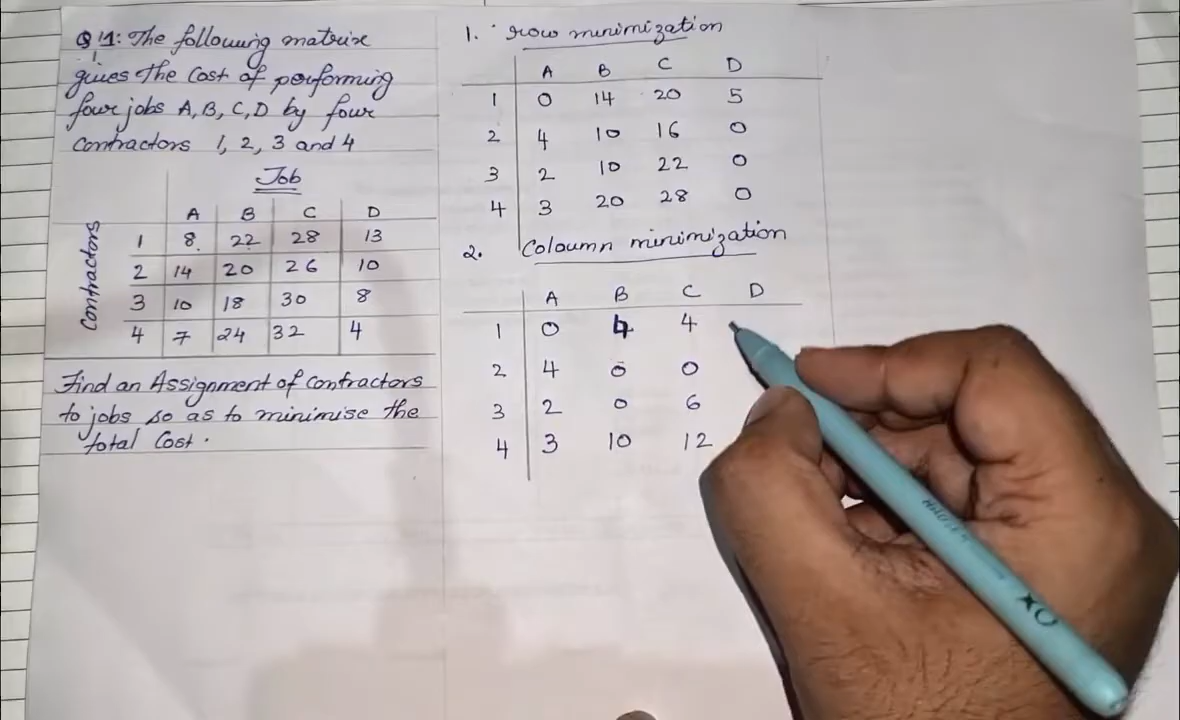 Q 1: The following matrix
gives the cost of performing
four jobs A, B, C, D by four
contractors 1, 2, 3 and 4
Job
A B C D
Contractors
1 8 22 28 13
2 14 20 26 10
3 10 18 30 8
4 7 24 32 4
Find an Assignment of contractors
to jobs so as to minimise the
total cost.
1. row minimization
A B C D
1 0 14 20 5
2 4 10 16 0
3 2 10 22 0
4 3 20 28 0
2. Coloumn minimization
A B C D
1 0 4 4
2 4 0 0
3 2 0 6
4 3 10 12